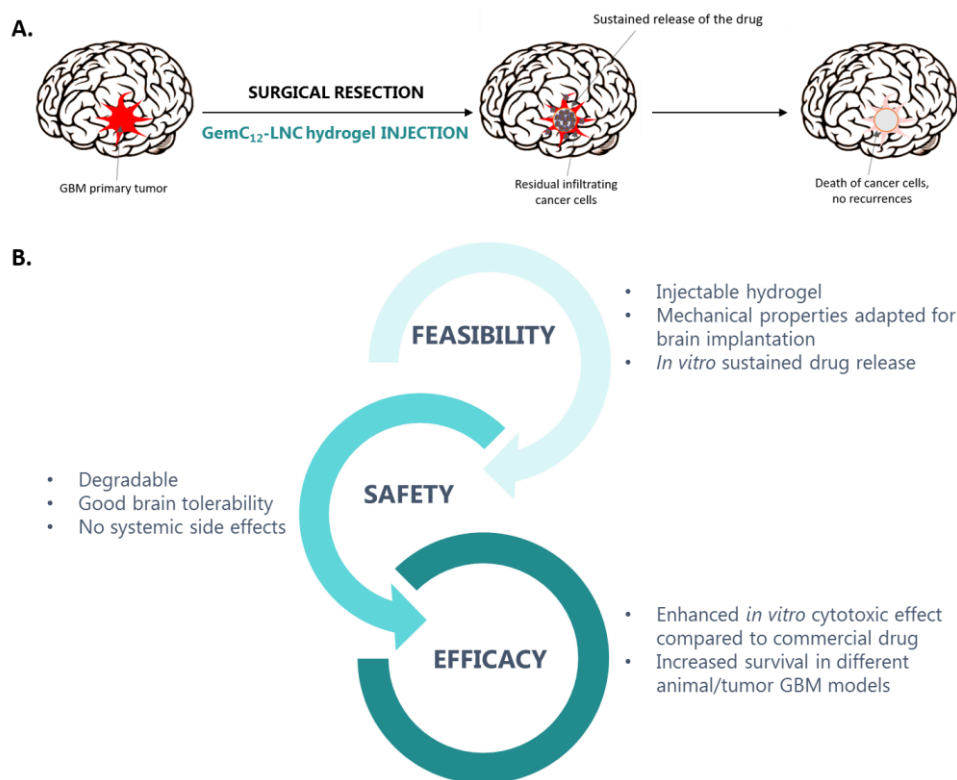 A.
Sustained release of the drug
SURGICAL RESECTION
GemC12-LNC hydrogel INJECTION
GBM primary tumor
Residual infiltrating
cancer cells
Death of cancer cells,
no recurrences
B.
FEASIBILITY
• Injectable hydrogel
• Mechanical properties adapted for
brain implantation
• In vitro sustained drug release
• Degradable
• Good brain tolerability
• No systemic side effects
SAFETY
EFFICACY
• Enhanced in vitro cytotoxic effect
compared to commercial drug
• Increased survival in different
animal/tumor GBM models